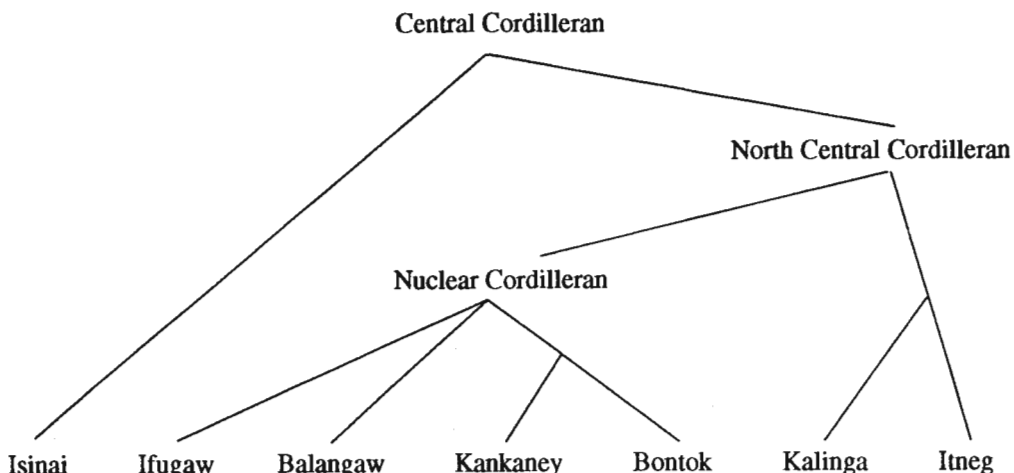 Central Cordilleran
North Central Cordilleran
Nuclear Cordilleran
Isinai Ifugaw Balangaw Kankaney Bontok Kalinga Itneg